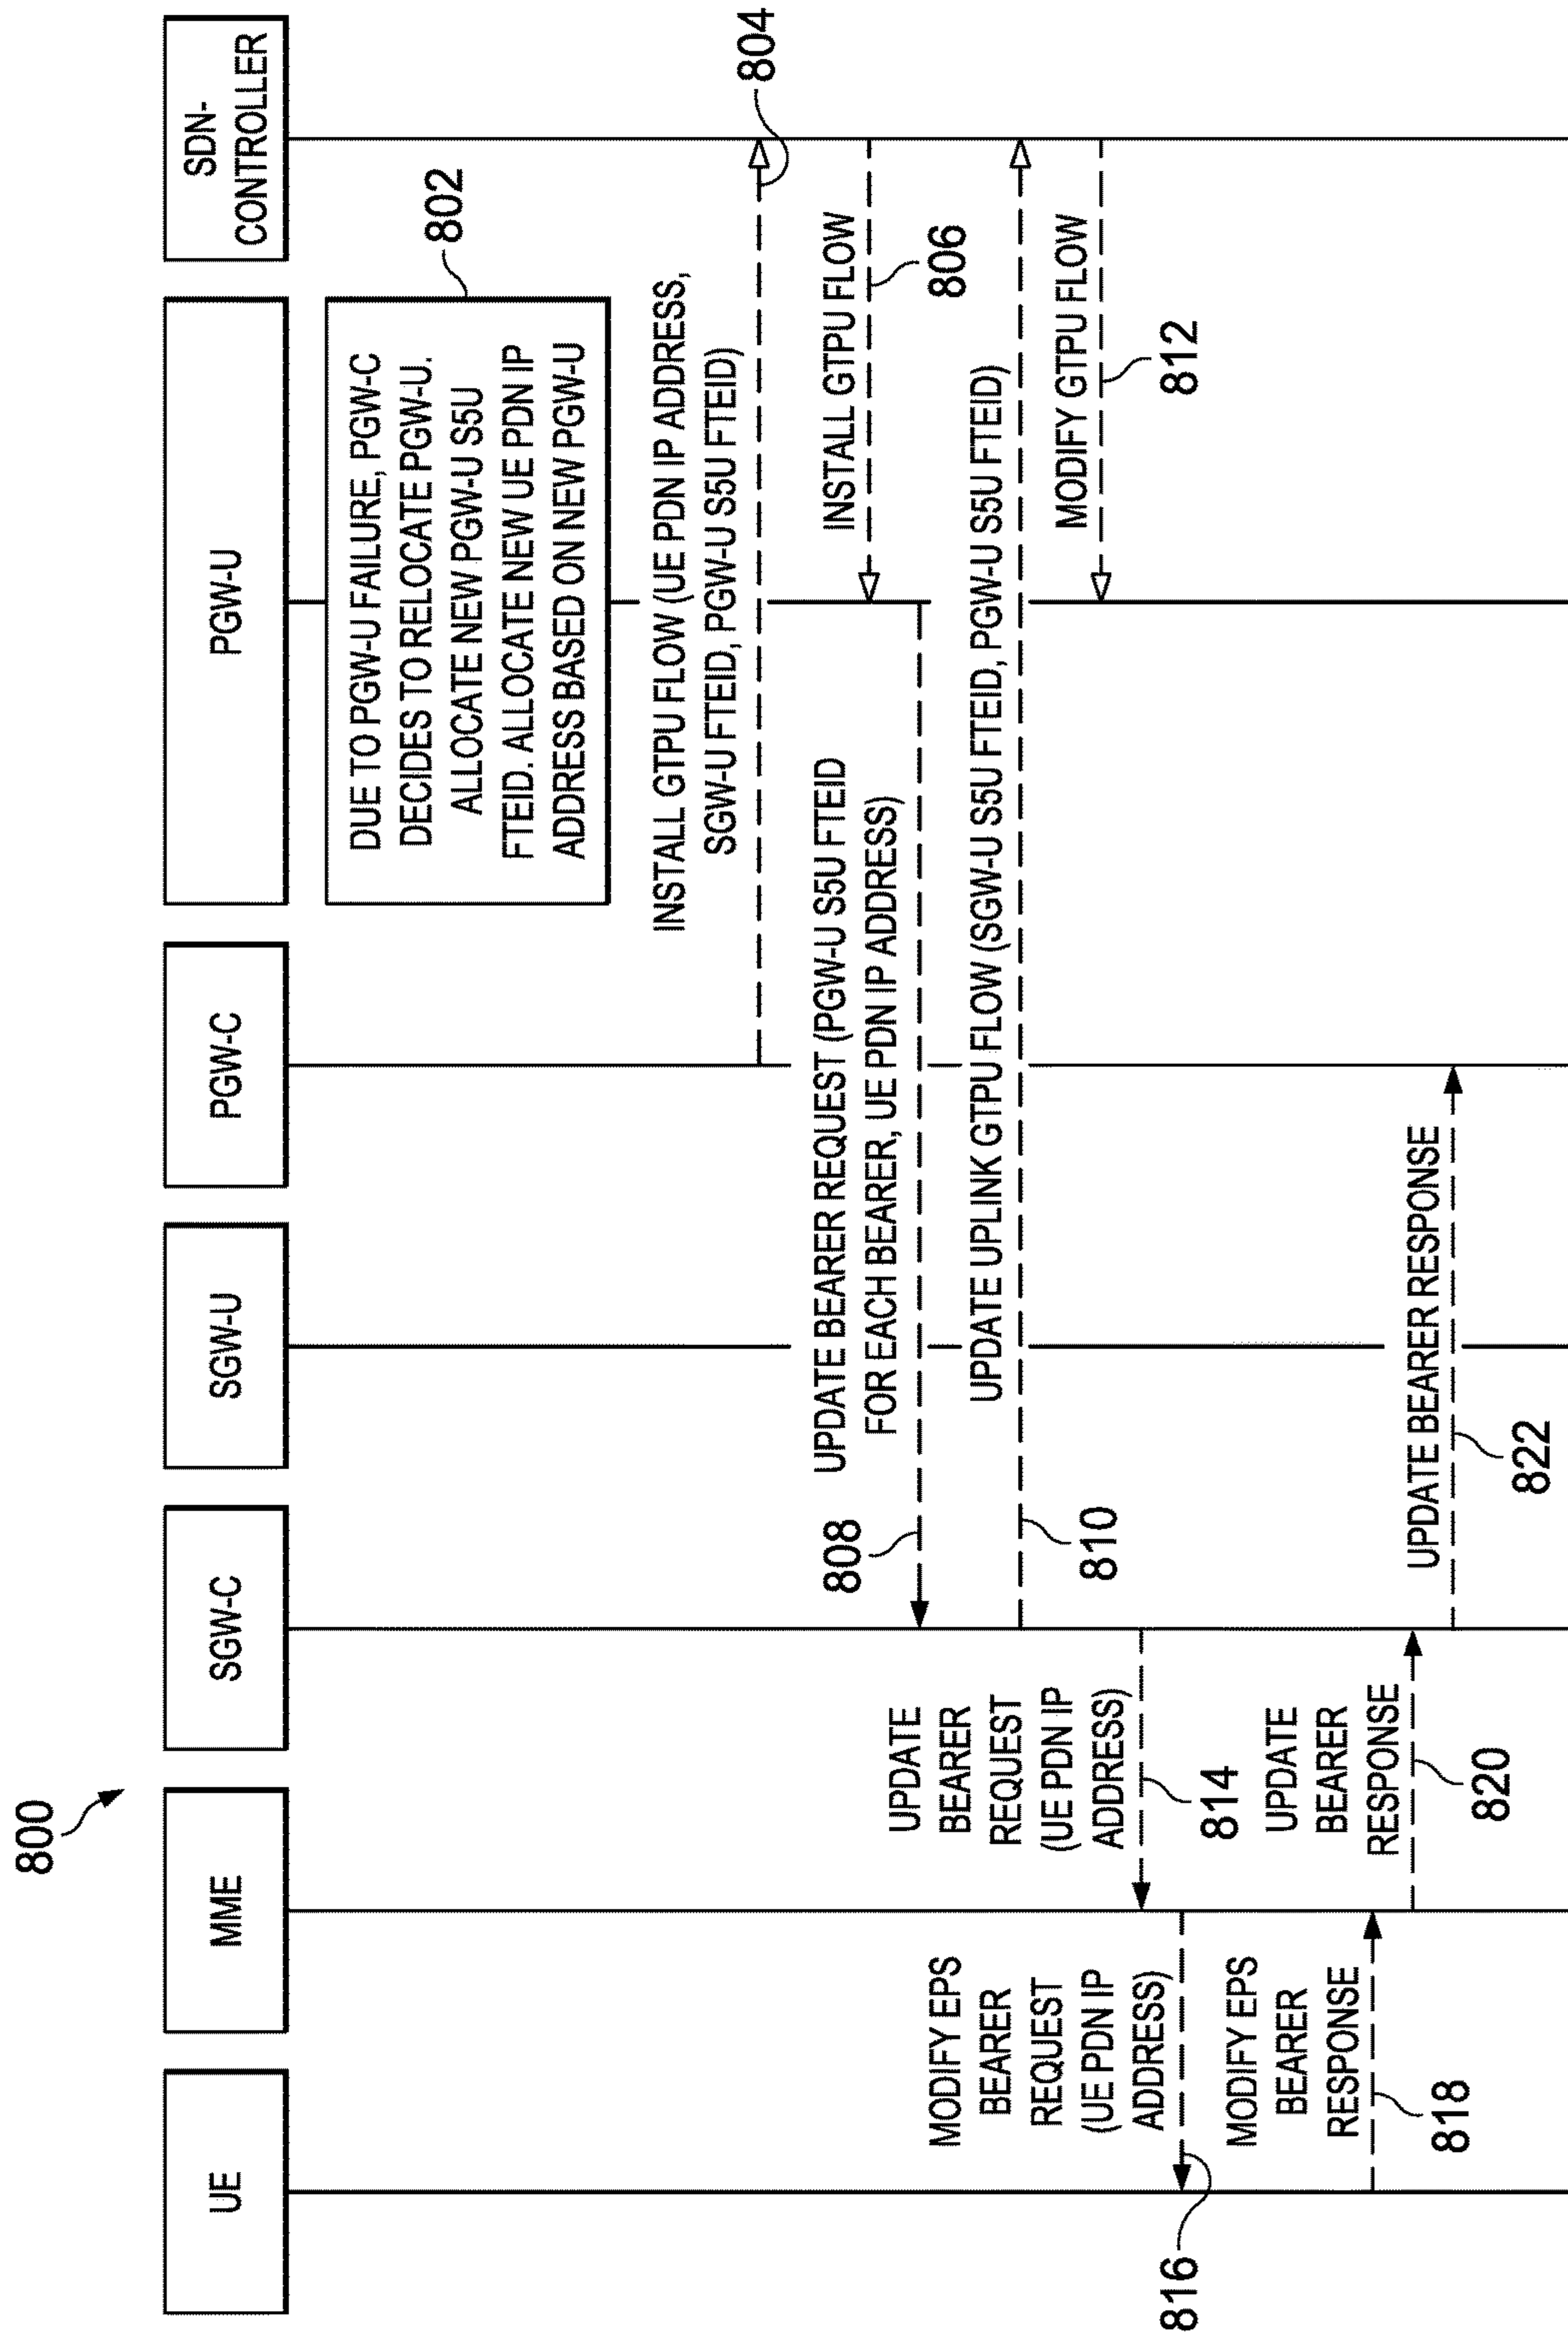 800
UE
MME
SGW-C
SGW-U
PGW-C
PGW-U
SDN-
CONTROLLER
DUE TO PGW-U FAILURE, PGW-C
DECIDES TO RELOCATE PGW-U.
ALLOCATE NEW PGW-U S5U
FTEID. ALLOCATE NEW UE PDN IP
ADDRESS BASED ON NEW PGW-U
802
INSTALL GTPU FLOW (UE PDN IP ADDRESS,
SGW-U FTEID, PGW-U S5U FTEID)
804
INSTALL GTPU FLOW
806
UPDATE BEARER REQUEST (PGW-U S5U FTEID
FOR EACH BEARER, UE PDN IP ADDRESS)
808
UPDATE UPLINK GTPU FLOW (SGW-U S5U FTEID, PGW-U S5U FTEID)
810
MODIFY GTPU FLOW
812
UPDATE
BEARER
REQUEST
(UE PDN IP
ADDRESS)
814
MODIFY EPS
BEARER
REQUEST
(UE PDN IP
ADDRESS)
816
MODIFY EPS
BEARER
RESPONSE
818
UPDATE
BEARER
RESPONSE
820
UPDATE BEARER RESPONSE
822